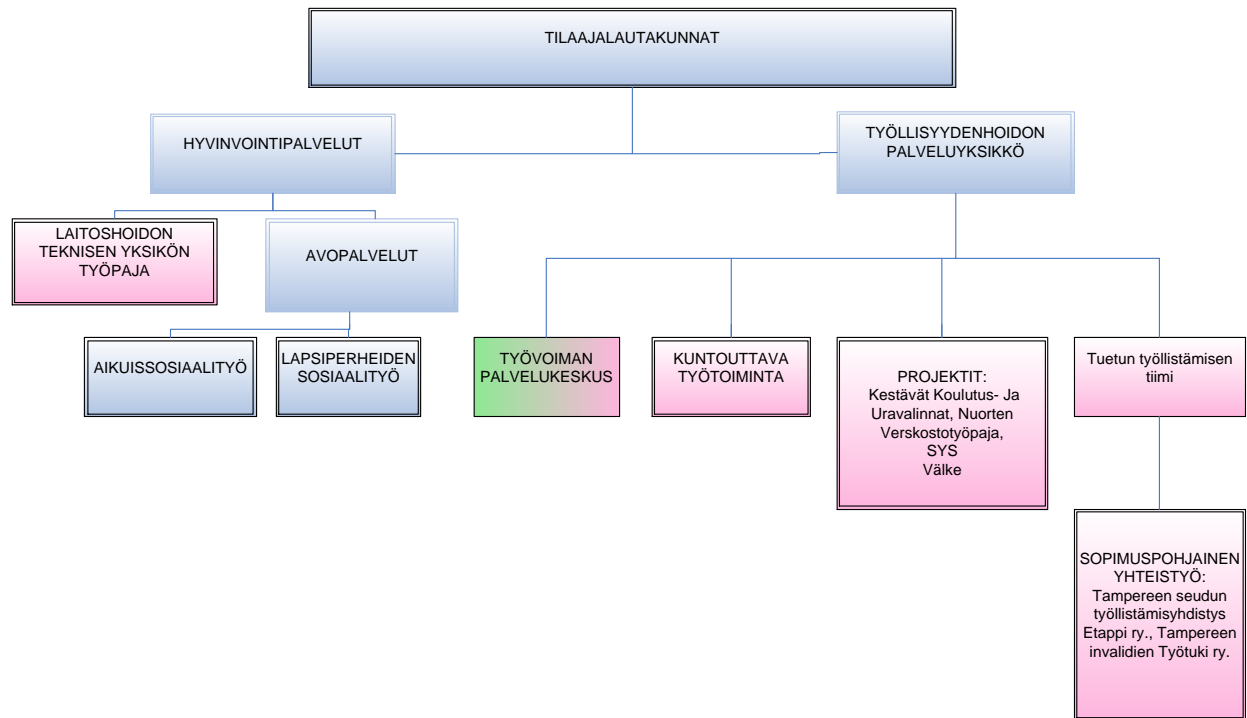 TILAAJALAUTAKUNNAT
HYVINVOINTIPALVELUT
TYÖLLISYYDENHOIDON
PALVELUYKSIKKÖ
LAITOSHOIDON
TEKNISEN YKSIKÖN
TYÖPAJA
AVOPALVELUT
AIKUISSOSIAALITYÖ
LAPSIPERHEIDEN
SOSIAALITYÖ
TYÖVOIMAN
PALVELUKESKUS
KUNTOUTTAVA
TYÖTOIMINTA
PROJEKTIT:
Kestävät Koulutus- Ja
Uravalinnat, Nuorten
Verskostotyöpaja,
SYS
Välke
Tuetun työllistämisen
tiimi
SOPIMUSPOHJAINEN
YHTEISTYÖ:
Tampereen seudun
työllistämisyhdistys
Etappi ry., Tampereen
invalidien Työtuki ry.